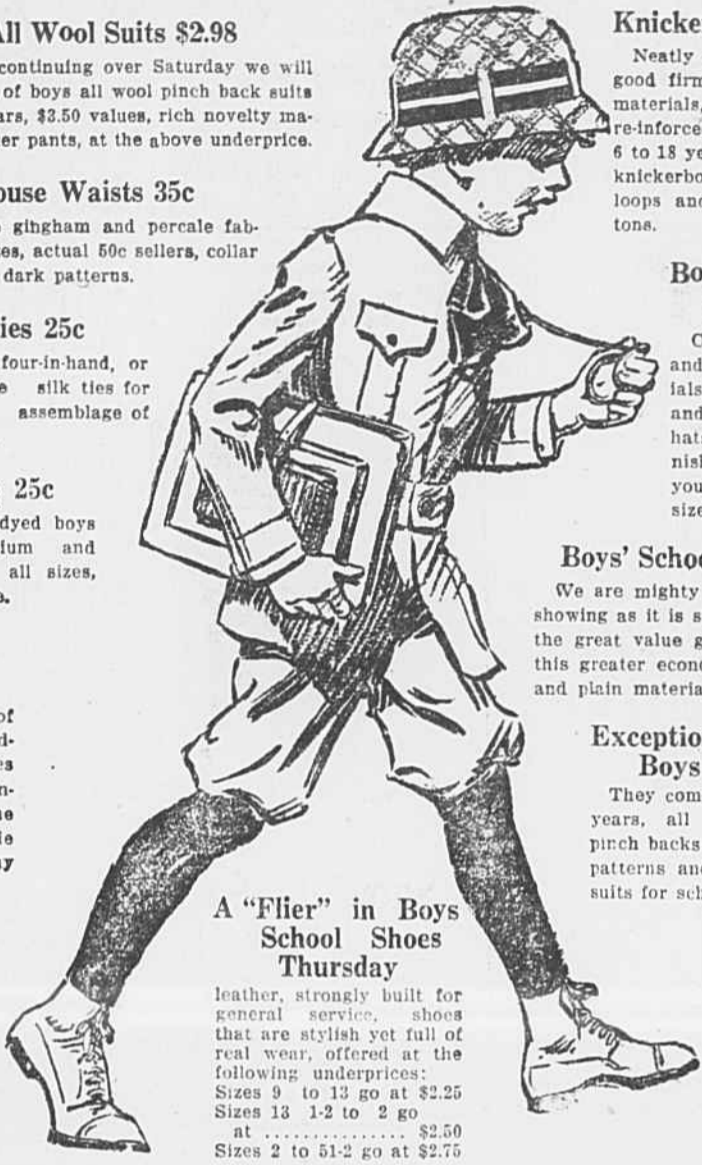 All Wool Suits $2.98
continuing over Saturday we will
of boys all wool pinch back suits
ars, $3.50 values, rich novelty ma-
er pants, at the above underprice.
ouse Waists 35c
gingham and percale fab-
es, actual 50c sellers, collar
dark patterns.
ies 25c
four-in-hand, or
e silk ties for
assemblage of
25c
dyed boys
ium and
all sizes,
e.
of
d-
es
n-
ne
le
ay
Knicke
Neatly
good firm
materials,
re-inforce
6 to 18 ye
knickerbo
loops and
tons.
Bo
C
and
ials
and
hat
nish
you
size
Boys' Schoo
We are mighty
showing as it is s
the great value g
this greater econo
and plain materia
Exceptio
Boys
They com
years, all
pinch backs
patterns and
suits for sch
A "Flier" in Boys
School Shoes
Thursday
leather, strongly built for
general service, shoes
that are stylish yet full of
real wear, offered at the
following underprices:
Sizes 9 to 13 go at $2.25
Sizes 13 1-2 to 2 go
at .............. $2.50
Sizes 2 to 51-2 go at $2.75